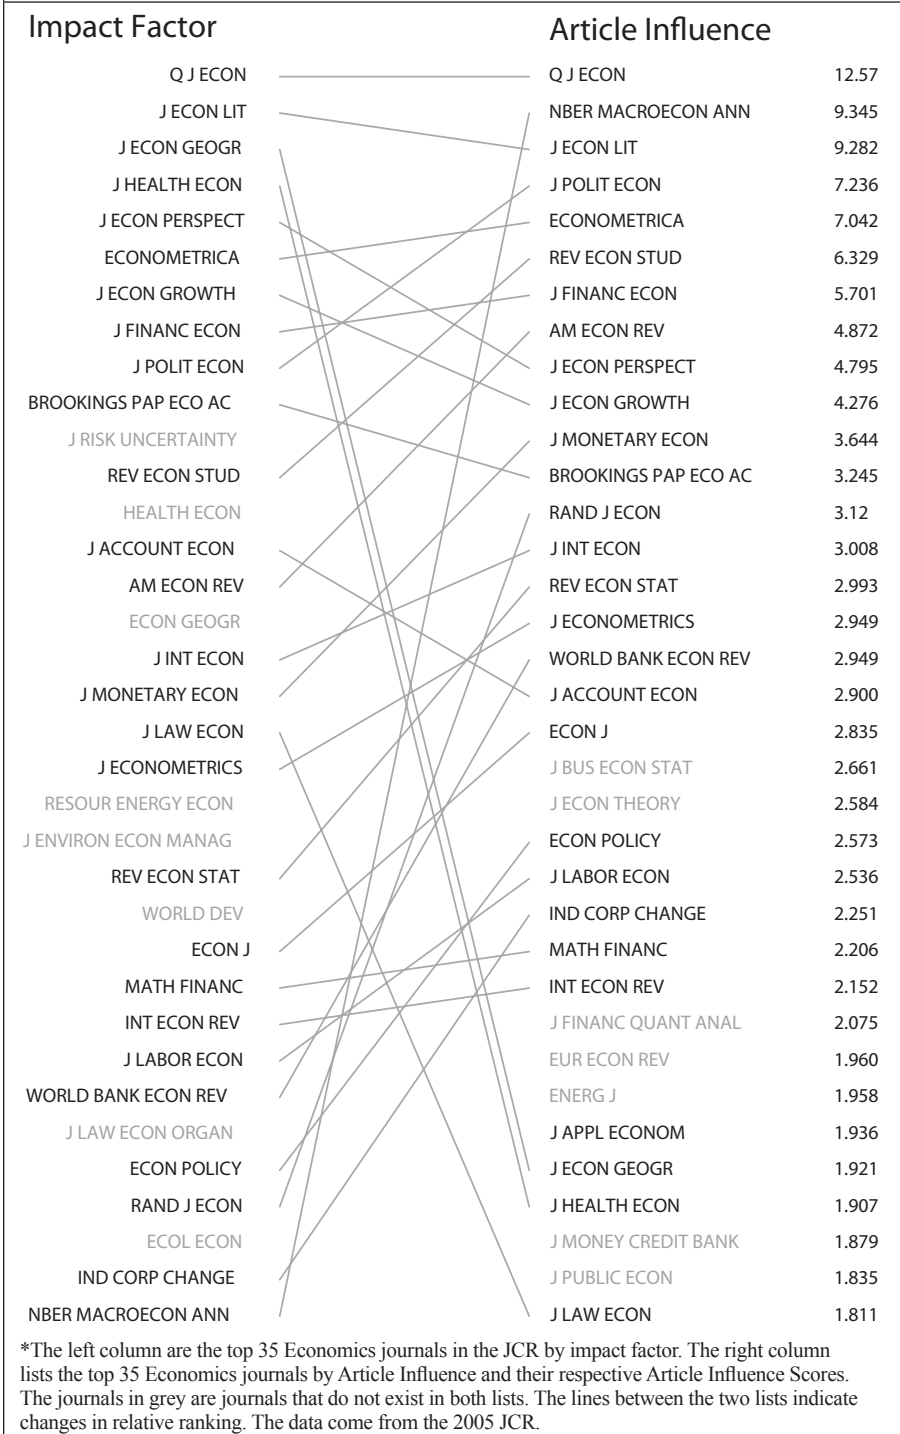 Impact Factor Article Influence
Q J ECON Q J ECON 12.57
J ECON LIT NBER MACROECON ANN 9.345
J ECON GEOGR J ECON LIT 9.282
J HEALTH ECON J POLIT ECON 7.236
J ECON PERSPECT ECONOMETRICA 7.042
ECONOMETRICA REV ECON STUD 6.329
J ECON GROWTH J FINANC ECON 5.701
J FINANC ECON AM ECON REV 4.872
J POLIT ECON J ECON PERSPECT 4.795
BROOKINGS PAP ECO AC J ECON GROWTH 4.276
J RISK UNCERTAINTY J MONETARY ECON 3.644
REV ECON STUD BROOKINGS PAP ECO AC 3.245
HEALTH ECON RAND J ECON 3.12
J ACCOUNT ECON J INT ECON 3.008
AM ECON REV REV ECON STAT 2.993
ECON GEOGR J ECONOMETRICS 2.949
J INT ECON WORLD BANK ECON REV 2.949
J MONETARY ECON J ACCOUNT ECON 2.900
J LAW ECON ECON J 2.835
J ECONOMETRICS J BUS ECON STAT 2.661
RESOUR ENERGY ECON J ECON THEORY 2.584
J ENVIRON ECON MANAG ECON POLICY 2.573
REV ECON STAT J LABOR ECON 2.536
WORLD DEV IND CORP CHANGE 2.251
ECON J MATH FINANC 2.206
MATH FINANC INT ECON REV 2.152
INT ECON REV J FINANC QUANT ANAL 2.075
J LABOR ECON EUR ECON REV 1.960
WORLD BANK ECON REV ENERG J 1.958
J LAW ECON ORGAN J APPL ECONOM 1.936
ECON POLICY J ECON GEOGR 1.921
RAND J ECON J HEALTH ECON 1.907
ECOL ECON J MONEY CREDIT BANK 1.879
IND CORP CHANGE J PUBLIC ECON 1.835
NBER MACROECON ANN J LAW ECON 1.811
*The left column are the top 35 Economics journals in the JCR by impact factor. The right column
lists the top 35 Economics journals by Article Influence and their respective Article Influence Scores.
The journals in grey are journals that do not exist in both lists. The lines between the two lists indicate
changes in relative ranking. The data come from the 2005 JCR.